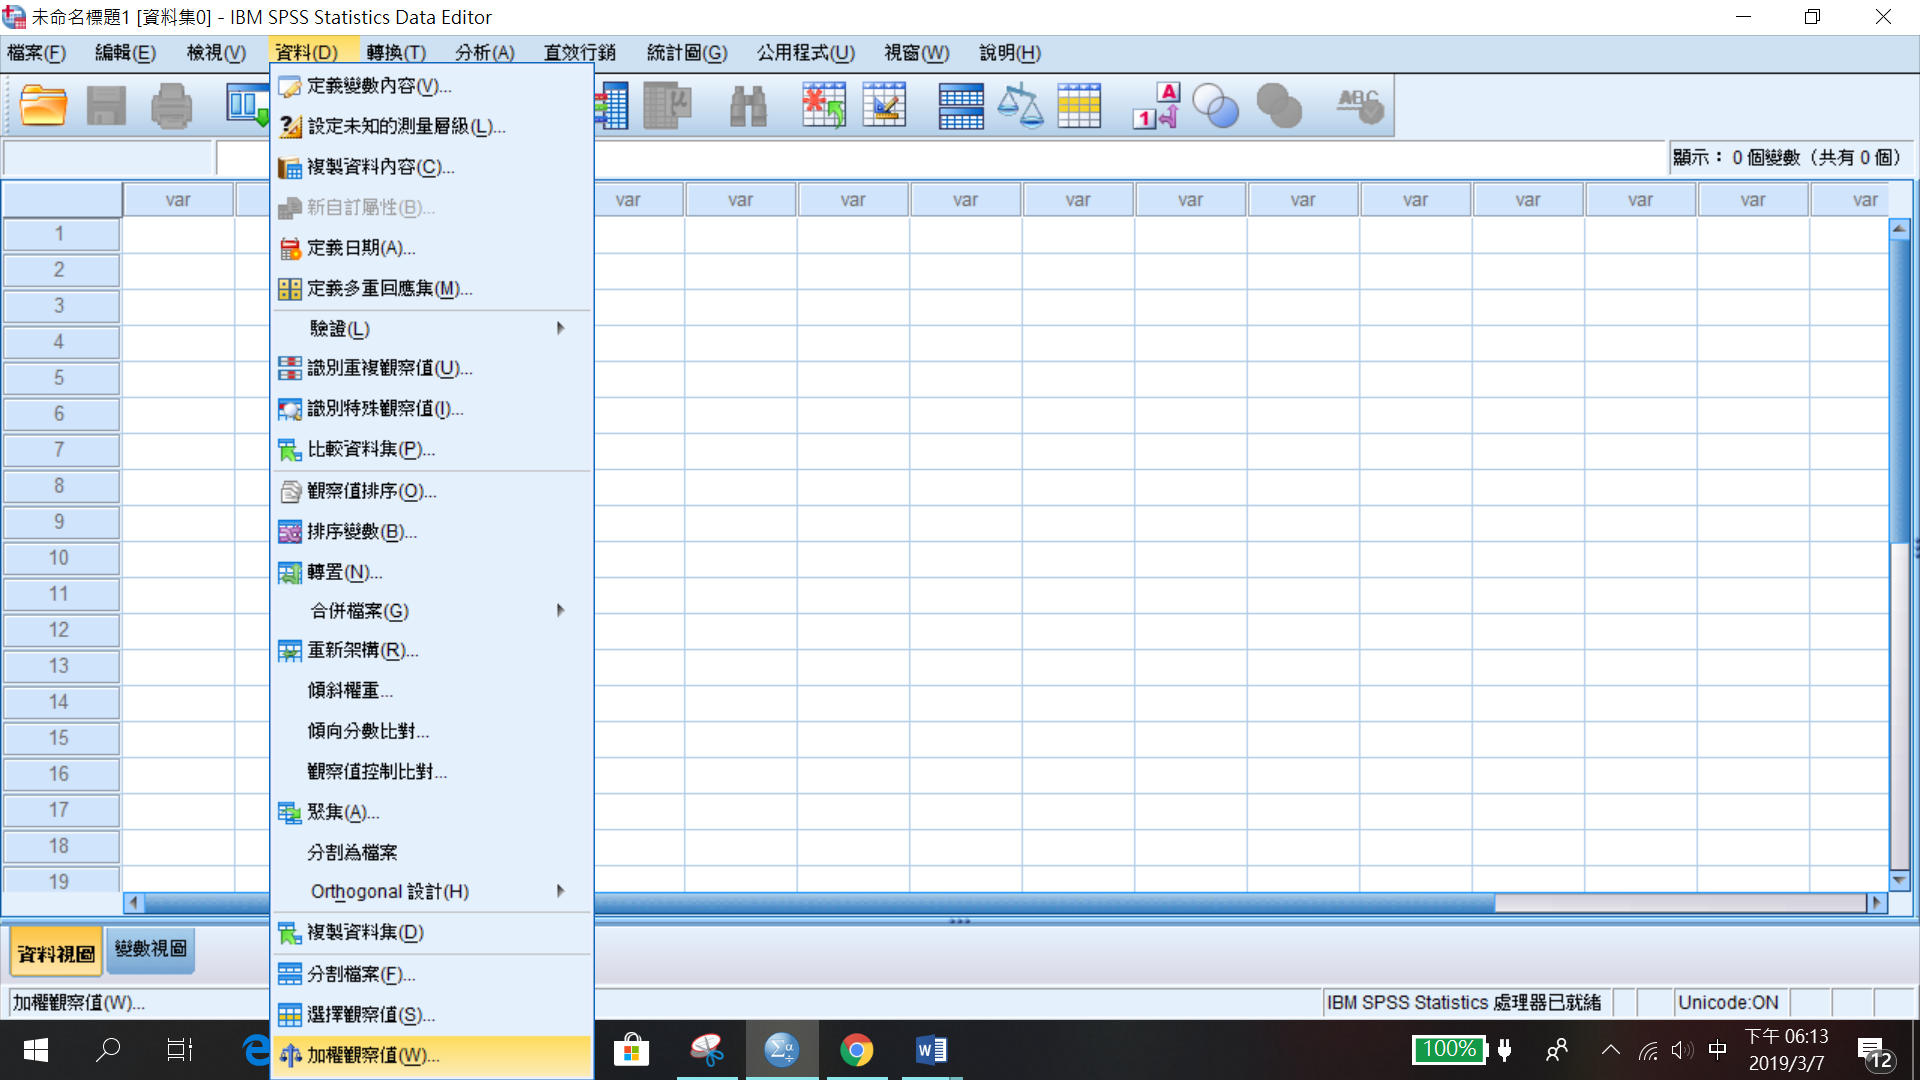 未命名標題1 [資料集0] - IBM SPSS Statistics Data Editor
檔案(F) 編輯(E) 檢視(V) 資料(D) 轉換(T) 分析(A) 直效行銷 統計圖(G) 公用程式(U) 視窗(W) 說明(H)
定義變數內容(V)...
設定未知的測量層級(L)...
複製資料內容(C)...
新自訂屬性(B)...
定義日期(A)...
定義多重回應集(M)...
驗證(L)
識別重複觀察值(U)...
識別特殊觀察值(I)...
比較資料集(P)...
觀察值排序(O)...
排序變數(B)...
轉置(N)...
合併檔案(G)
重新架構(R)...
傾斜權重...
傾向分數比對...
觀察值控制比對...
聚集(A)...
分割為檔案
Orthogonal 設計(H)
複製資料集(D)
分割檔案(F)...
選擇觀察值(S)...
加權觀察值(W)...
μ
A
1
ABC
顯示： 0 個變數（共有 0 個）
var var var var var var var var var var var var var
1
2
3
4
5
6
7
8
9
10
11
12
13
14
15
16
17
18
19
資料視圖 變數視圖
加權觀察值(W)... IBM SPSS Statistics 處理器已就緒 Unicode:ON
Σα
W
100%
中
下午 06:13
2019/3/7
12